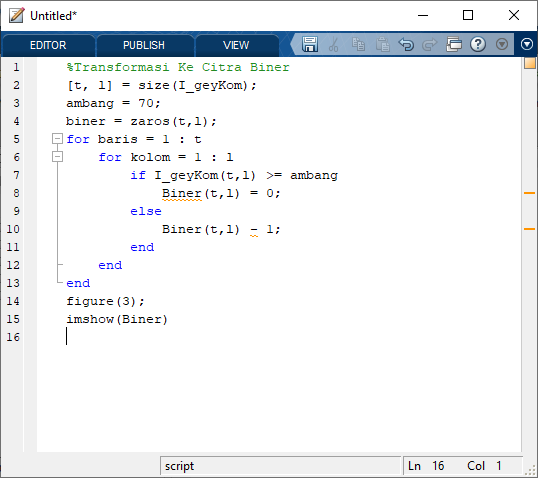 Untitled*
EDITOR PUBLISH VIEW
1 %Transformasi Ke Citra Biner
2 [t, l] = size(I_geyKom);
3 ambang = 70;
4 biner = zaros(t,l);
5 for baris = 1 : t
6 for kolom = 1 : l
7 if I_geyKom(t,l) >= ambang
8 Biner(t,l) = 0;
9 else
10 Biner(t,l) - 1;
11 end
12 end
13 end
14 figure(3);
15 imshow(Biner)
16
script Ln 16 Col 1